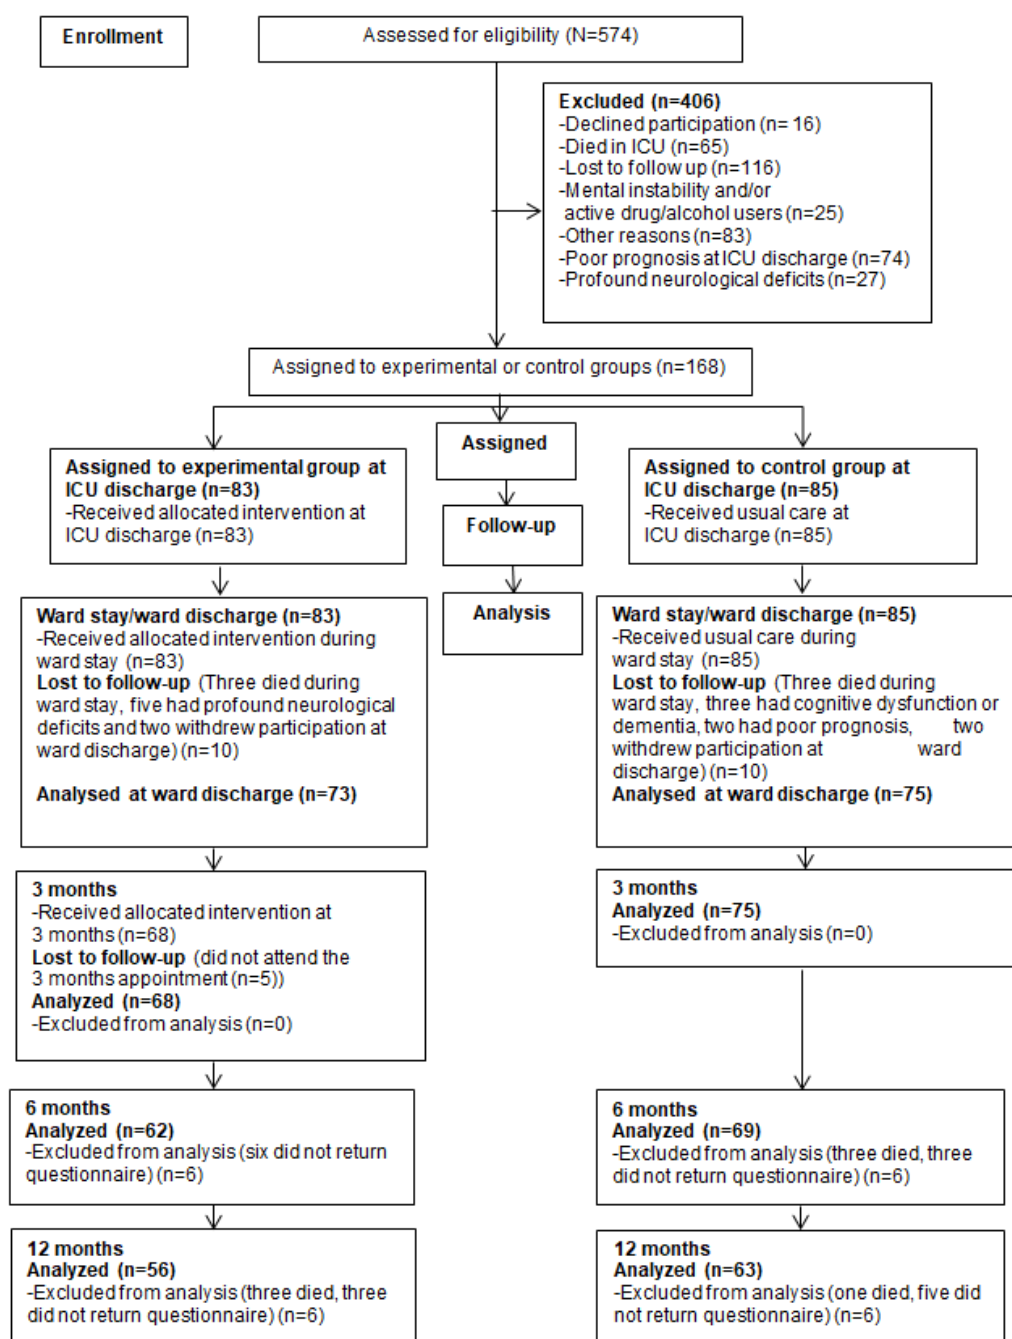 Enrollment
Assessed for eligibility (N=574)
Excluded (n=406)
-Declined participation (n= 16)
-Died in ICU (n=65)
-Lost to follow up (n=116)
-Mental instability and/or
active drug/alcohol users (n=25)
-Other reasons (n=83)
-Poor prognosis at ICU discharge (n=74)
-Profound neurological deficits (n=27)
Assigned to experimental or control groups (n=168)
Assigned
Follow-up
Analysis
Assigned to experimental group at
ICU discharge (n=83)
-Received allocated intervention at
ICU discharge (n=83)
Assigned to control group at
ICU discharge (n=85)
-Received usual care at
ICU discharge (n=85)
Ward stay/ward discharge (n=83)
-Received allocated intervention during
ward stay (n=83)
Lost to follow-up (Three died during
ward stay, five had profound neurological
deficits and two withdrew participation at
ward discharge) (n=10)
Analysed at ward discharge (n=73)
Ward stay/ward discharge (n=85)
-Received usual care during
ward stay (n=85)
Lost to follow-up (Three died during
ward stay, three had cognitive dysfunction or
dementia, two had poor prognosis, two
withdrew participation at ward
discharge) (n=10)
Analysed at ward discharge (n=75)
3 months
-Received allocated intervention at
3 months (n=68)
Lost to follow-up (did not attend the
3 months appointment (n=5))
Analyzed (n=68)
-Excluded from analysis (n=0)
3 months
Analyzed (n=75)
-Excluded from analysis (n=0)
6 months
Analyzed (n=62)
-Excluded from analysis (six did not return
questionnaire) (n=6)
6 months
Analyzed (n=69)
-Excluded from analysis (three died, three
did not return questionnaire) (n=6)
12 months
Analyzed (n=56)
-Excluded from analysis (three died, three
did not return questionnaire) (n=6)
12 months
Analyzed (n=63)
-Excluded from analysis (one died, five did
not return questionnaire) (n=6)